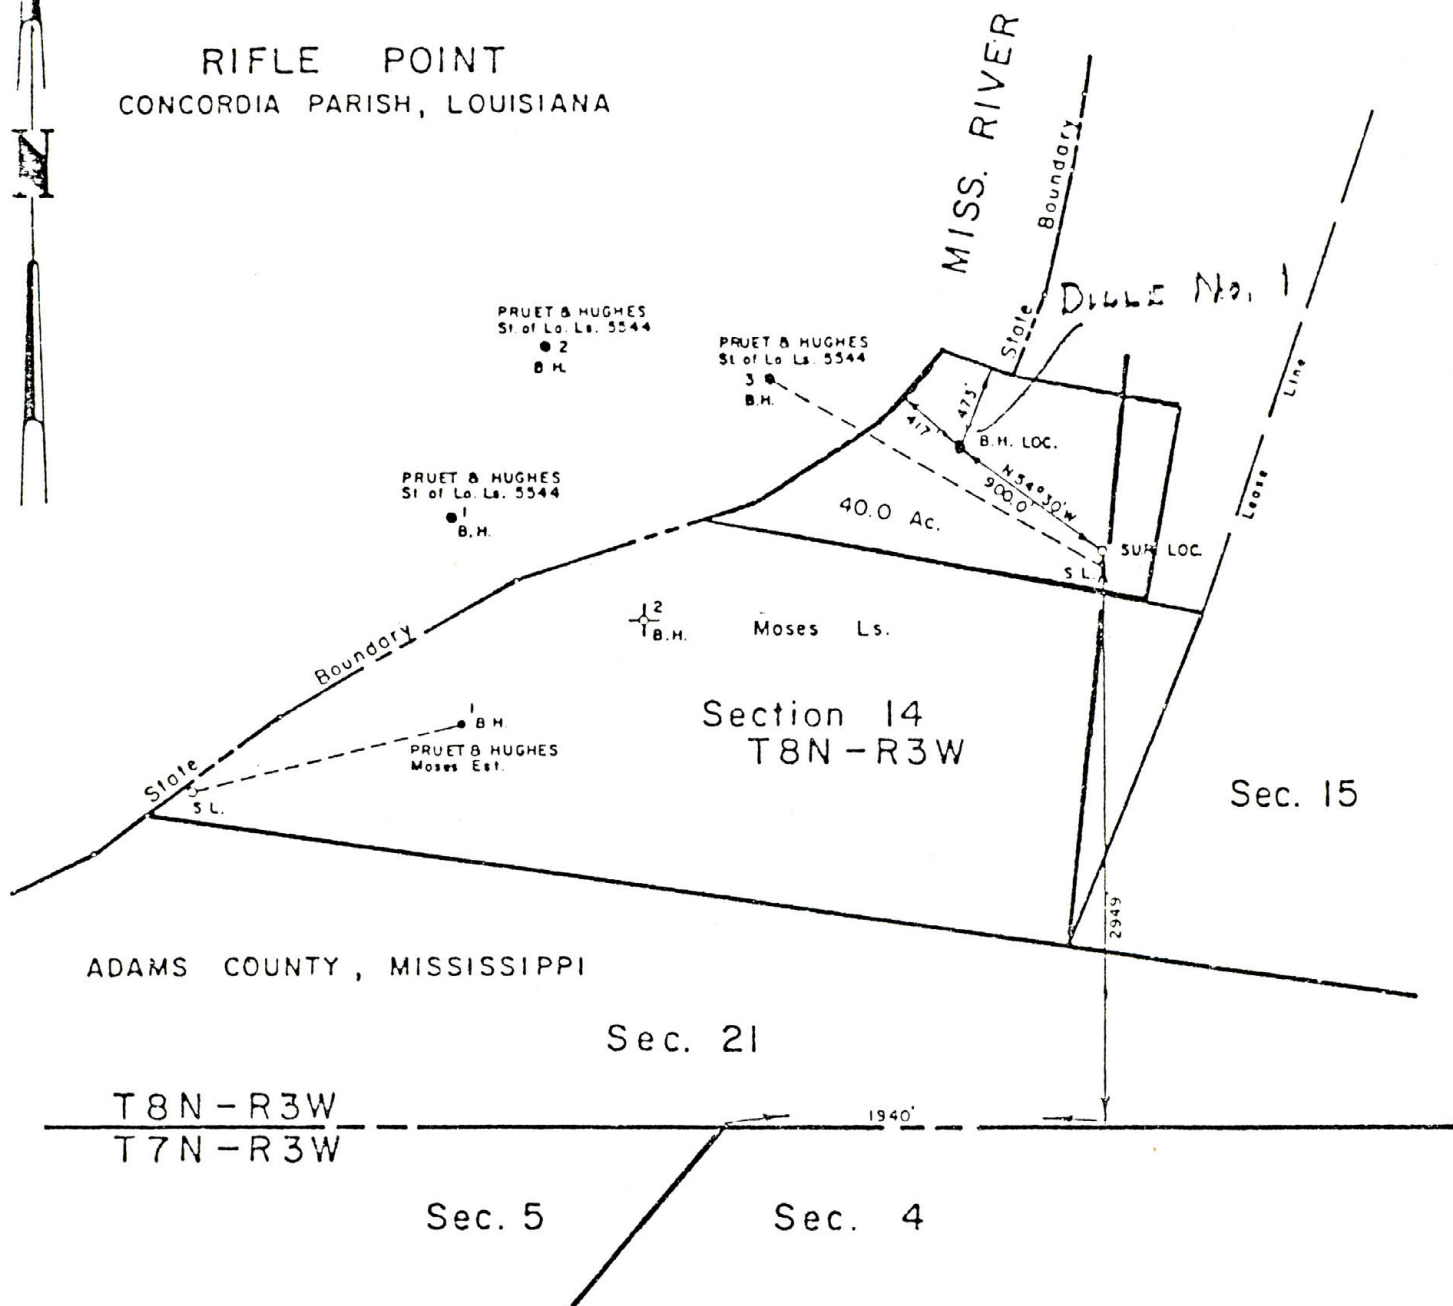 RIFLE POINT
CONCORDIA PARISH, LOUISIANA
N
MISS. RIVER
Boundary
State
DILLE No. 1
Line
Lease
PRUET & HUGHES
St. of La. Ls. 5544
2
B.H.
PRUET & HUGHES
St. of La. Ls. 5544
3
B.H.
473'
417'
B.H. LOC.
N 54° 30' W
900.0'
40.0 Ac.
SUR. LOC.
S.L.
PRUET & HUGHES
St. of La. Ls. 5544
1
B.H.
2
B.H.
Moses Ls.
Boundary
State
Section 14
T8N-R3W
1
B.H.
PRUET & HUGHES
Moses Est.
S.L.
Sec. 15
2949'
ADAMS COUNTY, MISSISSIPPI
Sec. 21
T8N-R3W
1940'
T7N-R3W
Sec. 5
Sec. 4